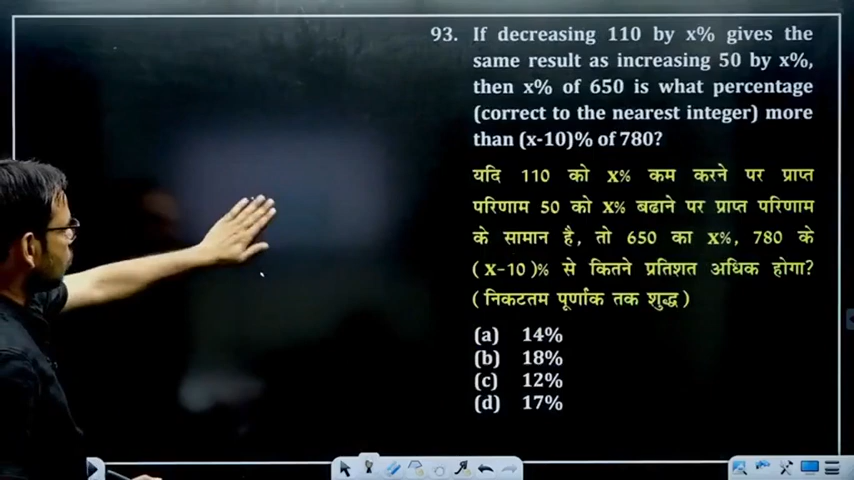 93. If decreasing 110 by x% gives the
same result as increasing 50 by x%,
then x% of 650 is what percentage
(correct to the nearest integer) more
than (x-10)% of 780?
यदि 110 को x% कम करने पर प्राप्त
परिणाम 50 को x% बढाने पर प्राप्त परिणाम
के सामान है, तो 650 का x%, 780 के
(x-10)% से कितने प्रतिशत अधिक होगा?
(निकटतम पूर्णांक तक शुद्ध)
(a) 14%
(b) 18%
(c) 12%
(d) 17%